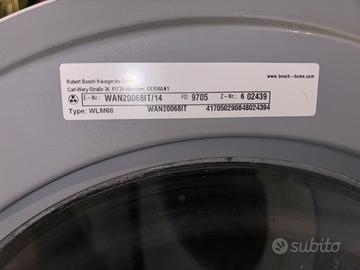 Robert Bosch Hausgeräte GmbH
Carl-Wery-Straße 34, 81739 München, GERMANY
www.bosch-home.com
E-Nr.: WAN20068IT/14 FD: 9705 Z-Nr. 6 02439
Type: WLM68 WAN20068IT 417050290848024394
subito